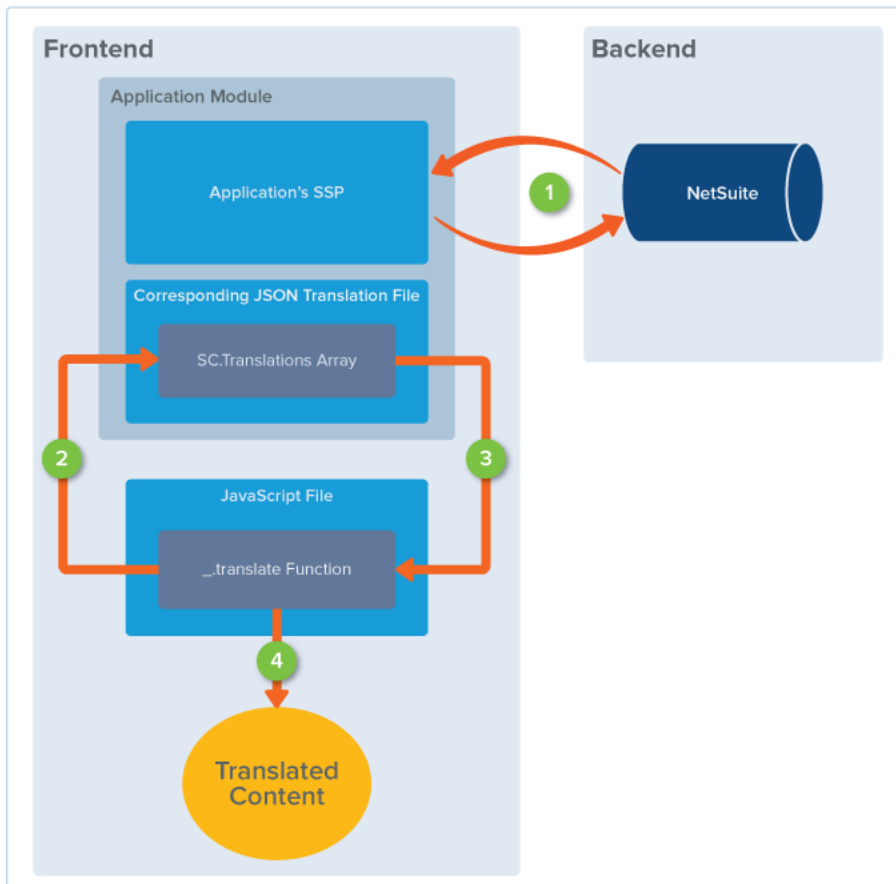 Frontend
Backend
Application Module
Application's SSP
1
NetSuite
Corresponding JSON Translation File
SC.Translations Array
2
3
JavaScript File
_.translate Function
4
Translated
Content